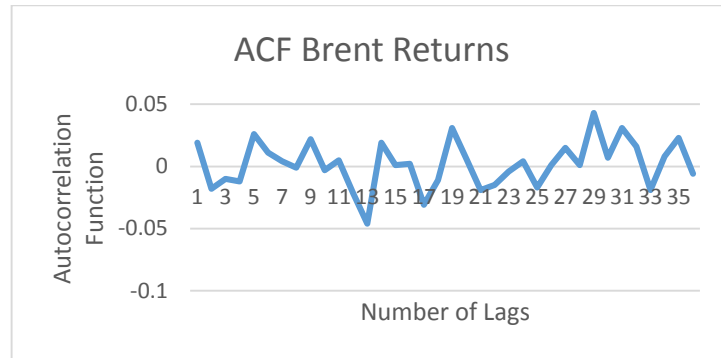 ACF Brent Returns
Autocorrelation
Function
0.05
0
-0.05
-0.1
1 3 5 7 9 11 13 15 17 19 21 23 25 27 29 31 33 35
Number of Lags